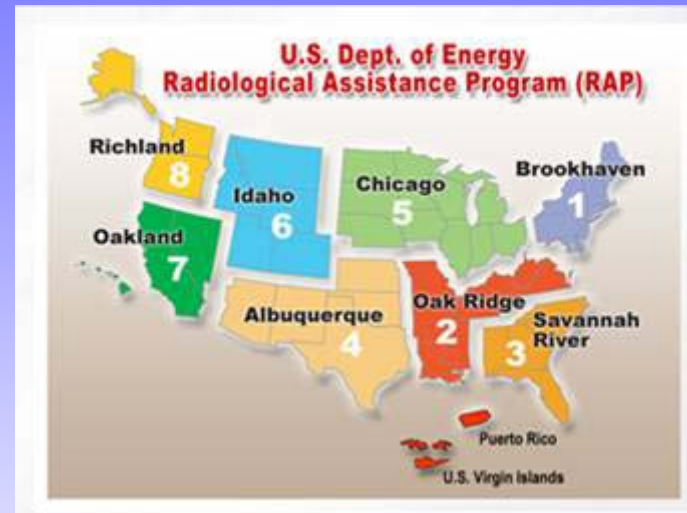 U.S. Dept. of Energy
Radiological Assistance Program (RAP)
Richland
8
Idaho
6
Chicago
5
Brookhaven
1
Oakland
7
Albuquerque
4
Oak Ridge
2
Savannah
River
3
Puerto Rico
U.S. Virgin Islands